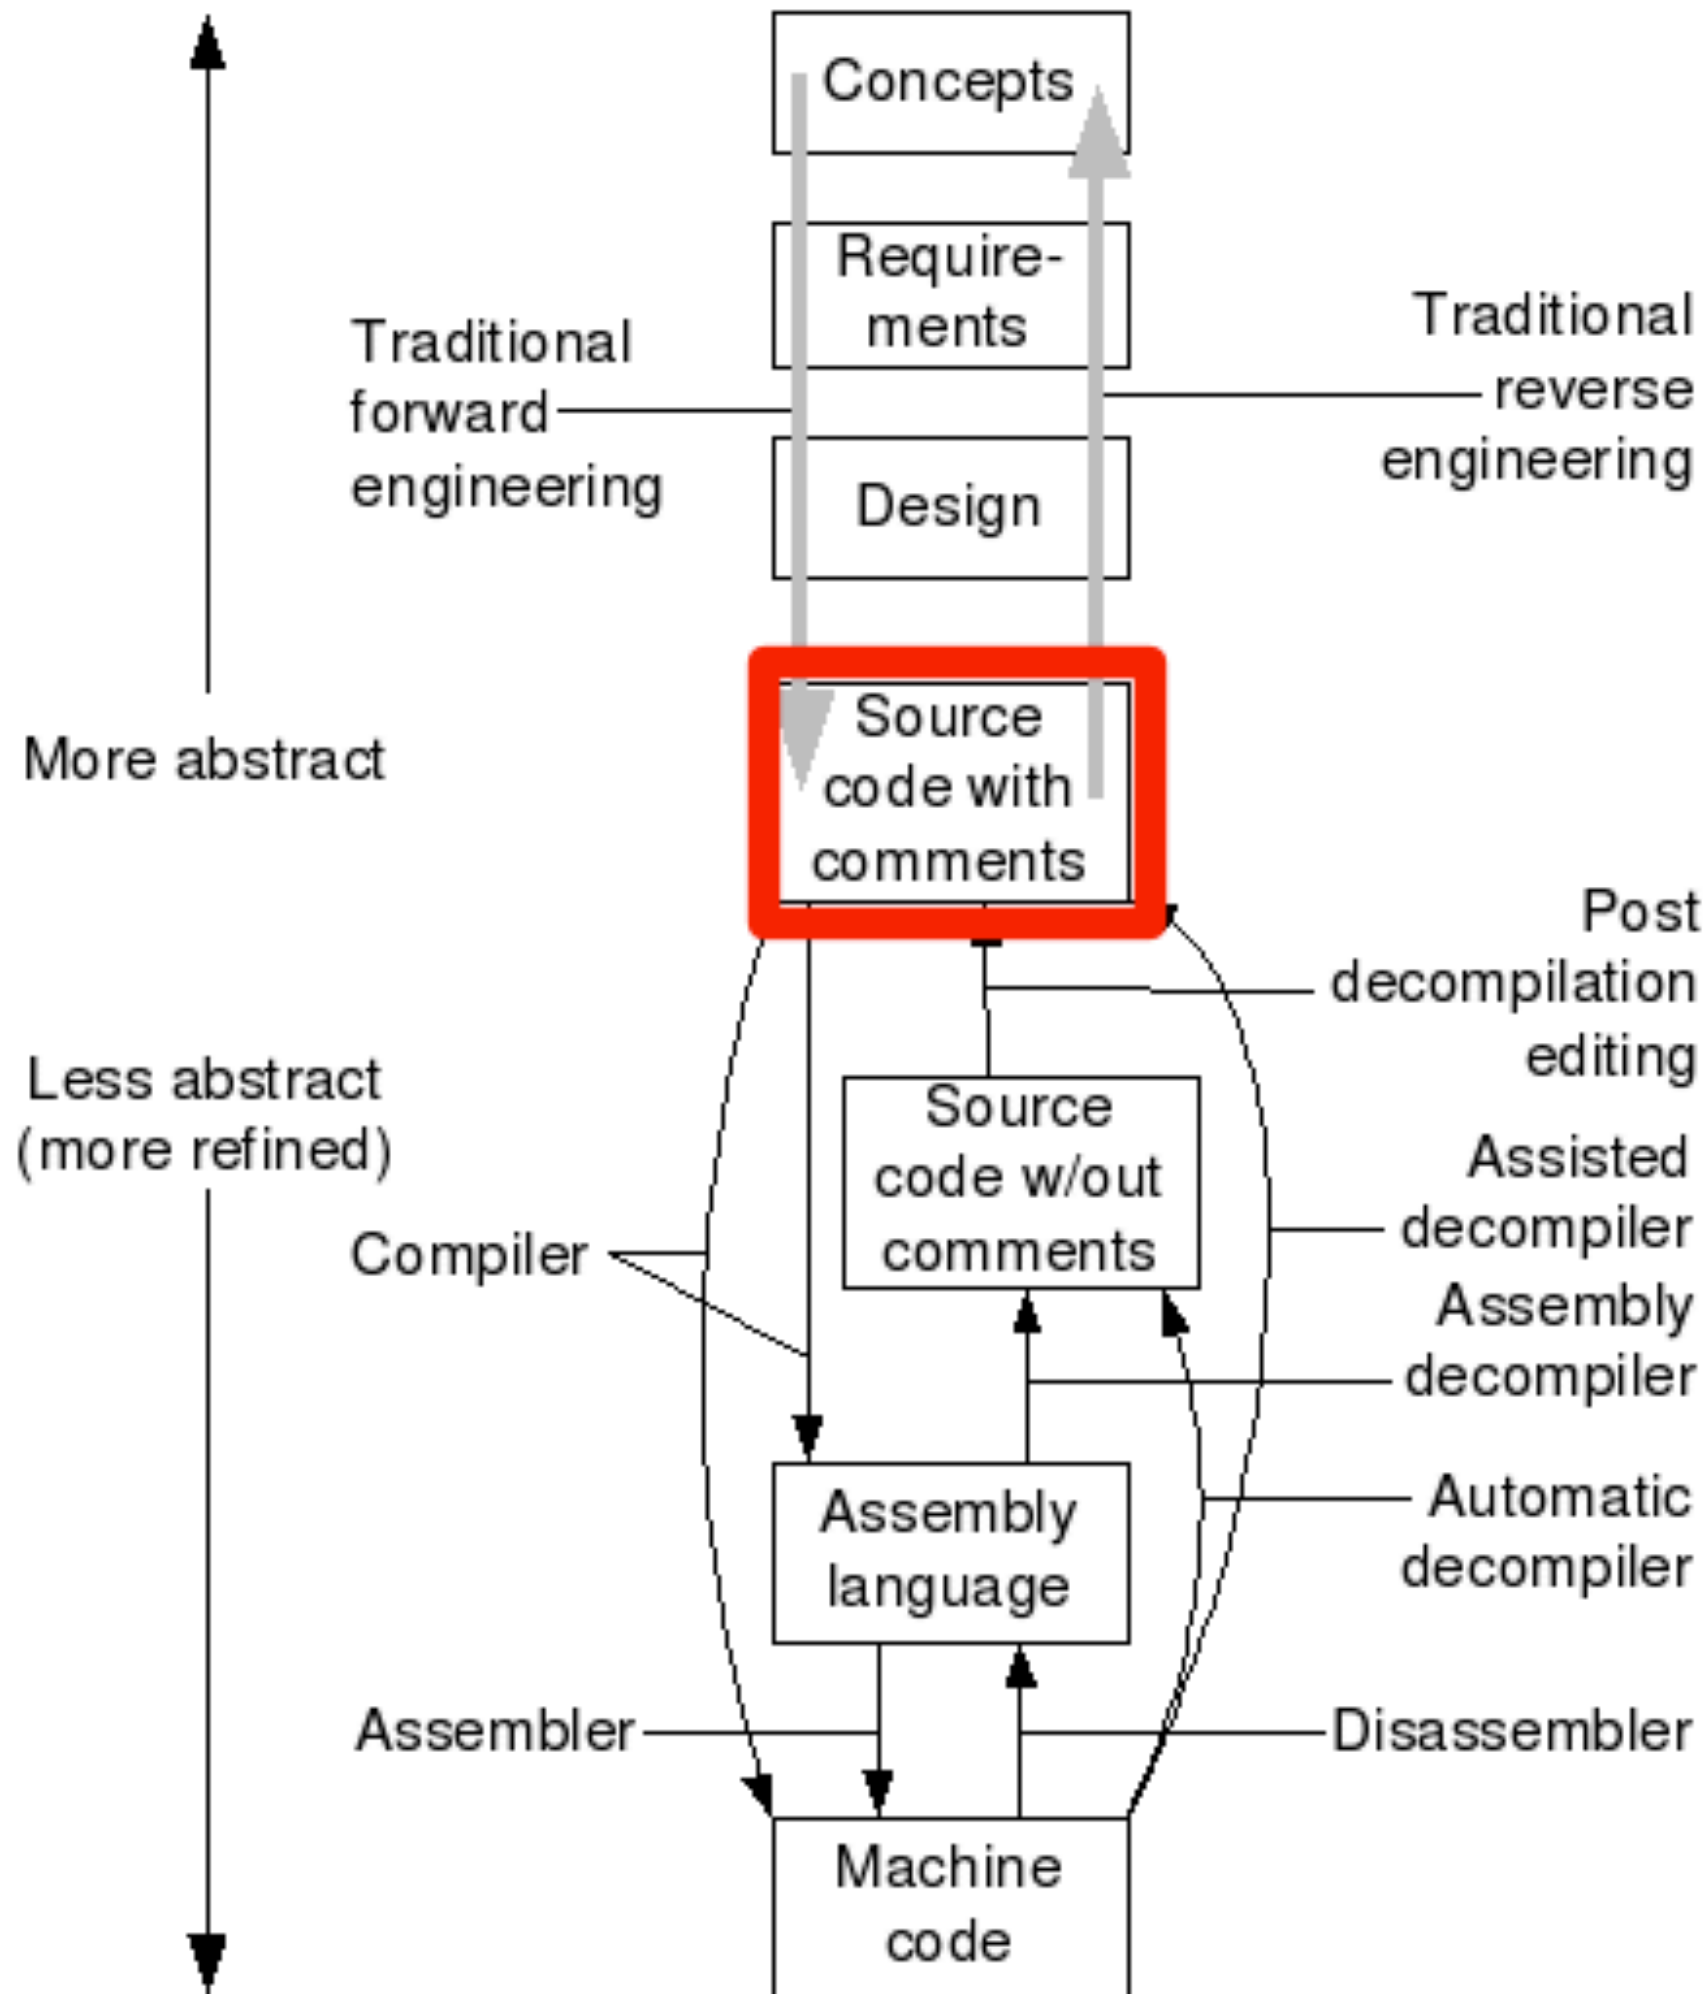 Concepts
Require-
ments
Traditional
forward
engineering
Traditional
reverse
engineering
Design
Source
code with
comments
More abstract
Post
decompilation
editing
Less abstract
(more refined)
Source
code w/out
comments
Assisted
decompiler
Compiler
Assembly
decompiler
Assembly
language
Automatic
decompiler
Assembler
Disassembler
Machine
code